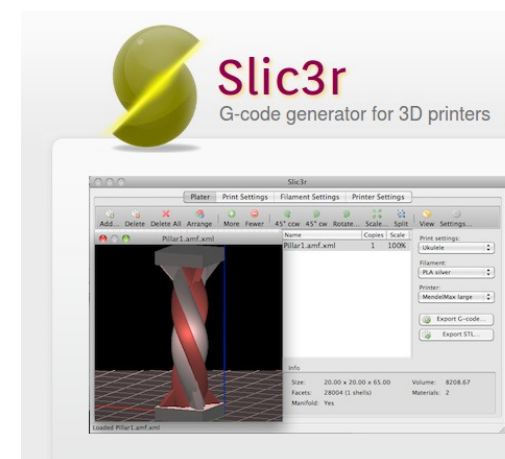 Slic3r
G-code generator for 3D printers
Slic3r
Plater Print Settings Filament Settings Printer Settings
Add... Delete Delete All Arrange More Fewer 45° ccw 45° cw Rotate... Scale... Split View Settings...
Pillar1.amf.xml
Name Copies Scale
Pillar1.amf.xml 1 100%
Print settings:
Ukulele
Filament:
PLA silver
Printer:
MendelMax large
Export G-code...
Export STL...
Info
Size: 20.00 x 20.00 x 65.00 Volume: 8208.67
Facets: 28004 (1 shells) Materials: 2
Manifold: Yes
Loaded Pillar1.amf.xml